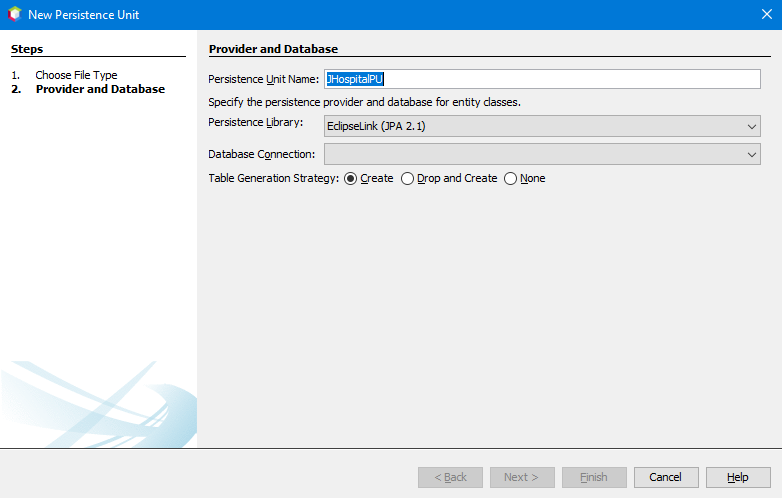 New Persistence Unit
Steps
1. Choose File Type
2. Provider and Database
Provider and Database
Persistence Unit Name: JHospitalPU
Specify the persistence provider and database for entity classes.
Persistence Library: EclipseLink (JPA 2.1)
Database Connection:
Table Generation Strategy: Create Drop and Create None
< Back Next > Finish Cancel Help